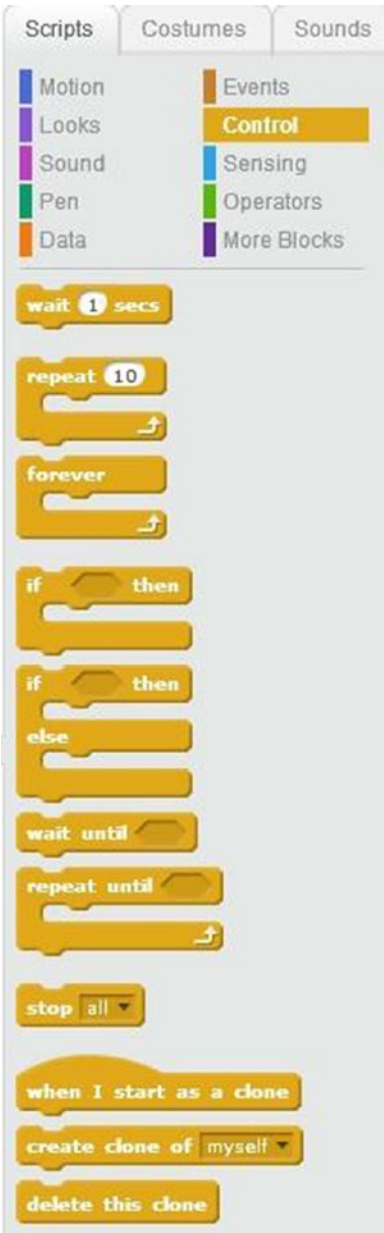 Scripts Costumes Sounds
Motion Events
Looks Control
Sound Sensing
Pen Operators
Data More Blocks
wait 1 secs
repeat 10
forever
if then
if then
else
wait until
repeat until
stop all
when I start as a clone
create clone of myself
delete this clone